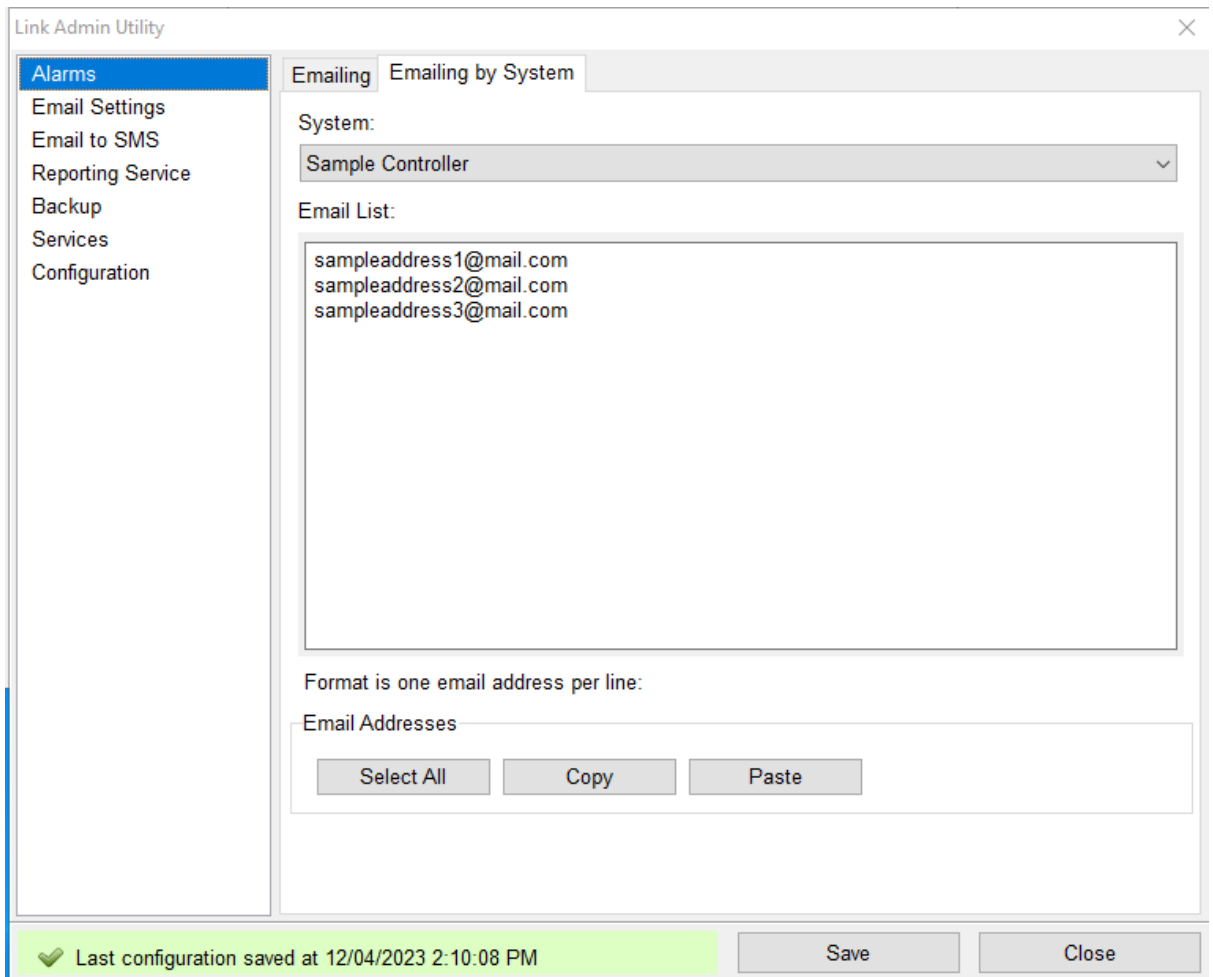 Link Admin Utility
Alarms
Email Settings
Email to SMS
Reporting Service
Backup
Services
Configuration
Emailing
Emailing by System
System:
Sample Controller
Email List:
sampleaddress1@mail.com
sampleaddress2@mail.com
sampleaddress3@mail.com
Format is one email address per line:
Email Addresses
Select All
Copy
Paste
Last configuration saved at 12/04/2023 2:10:08 PM
Save
Close